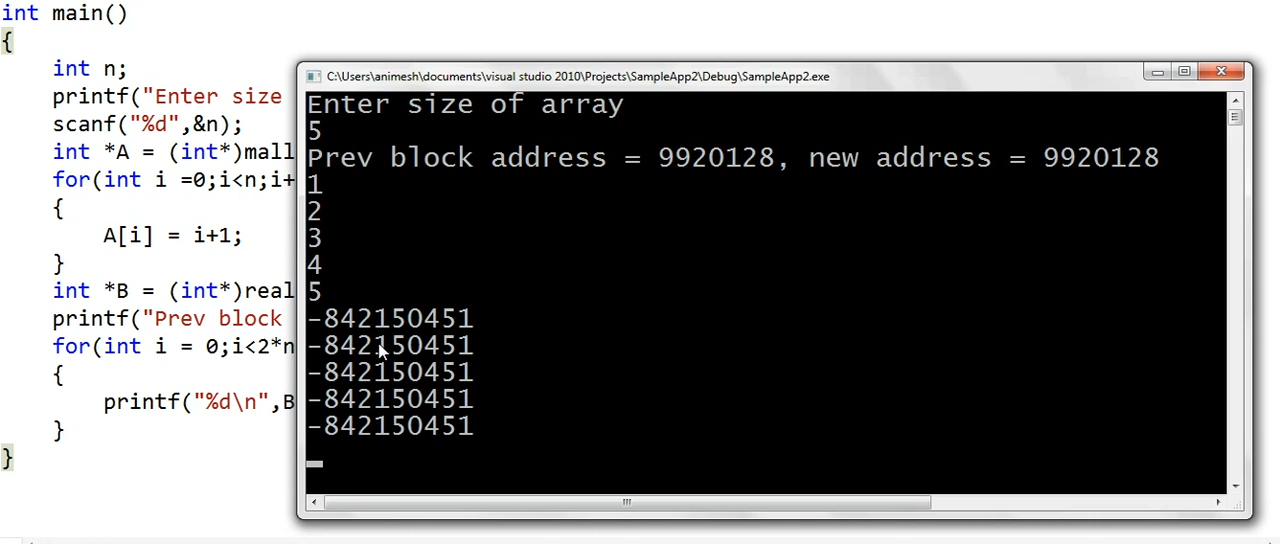 int main()
{
int n;
printf("Enter size
scanf("%d",&n);
int *A = (int*)mall
for(int i =0;i<n;i+
{
A[i] = i+1;
}
int *B = (int*)real
printf("Prev block
for(int i = 0;i<2*n
{
printf("%d\n",B
}
}
C:\Users\animesh\documents\visual studio 2010\Projects\SampleApp2\Debug\SampleApp2.exe
Enter size of array
5
Prev block address = 9920128, new address = 9920128
1
2
3
4
5
-842150451
-842150451
-842150451
-842150451
-842150451